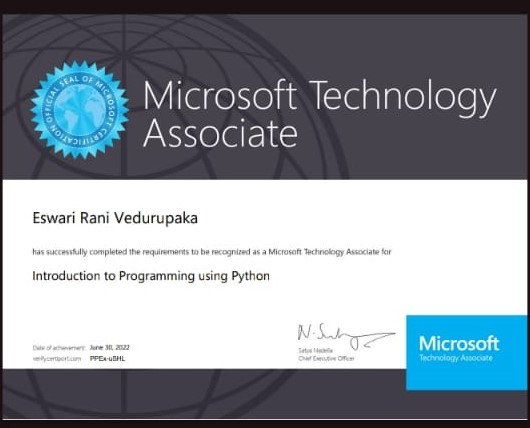 OFFICIAL SEAL OF MICROSOFT CERTIFICATION
Microsoft Technology
Associate
Eswari Rani Vedurupaka
has successfully completed the requirements to be recognized as a Microsoft Technology Associate for
Introduction to Programming using Python
Date of achievement: June 30, 2022
verify.certiport.com PPEx-uSHL
Satya Nadella
Chief Executive Officer
Microsoft
Technology Associate